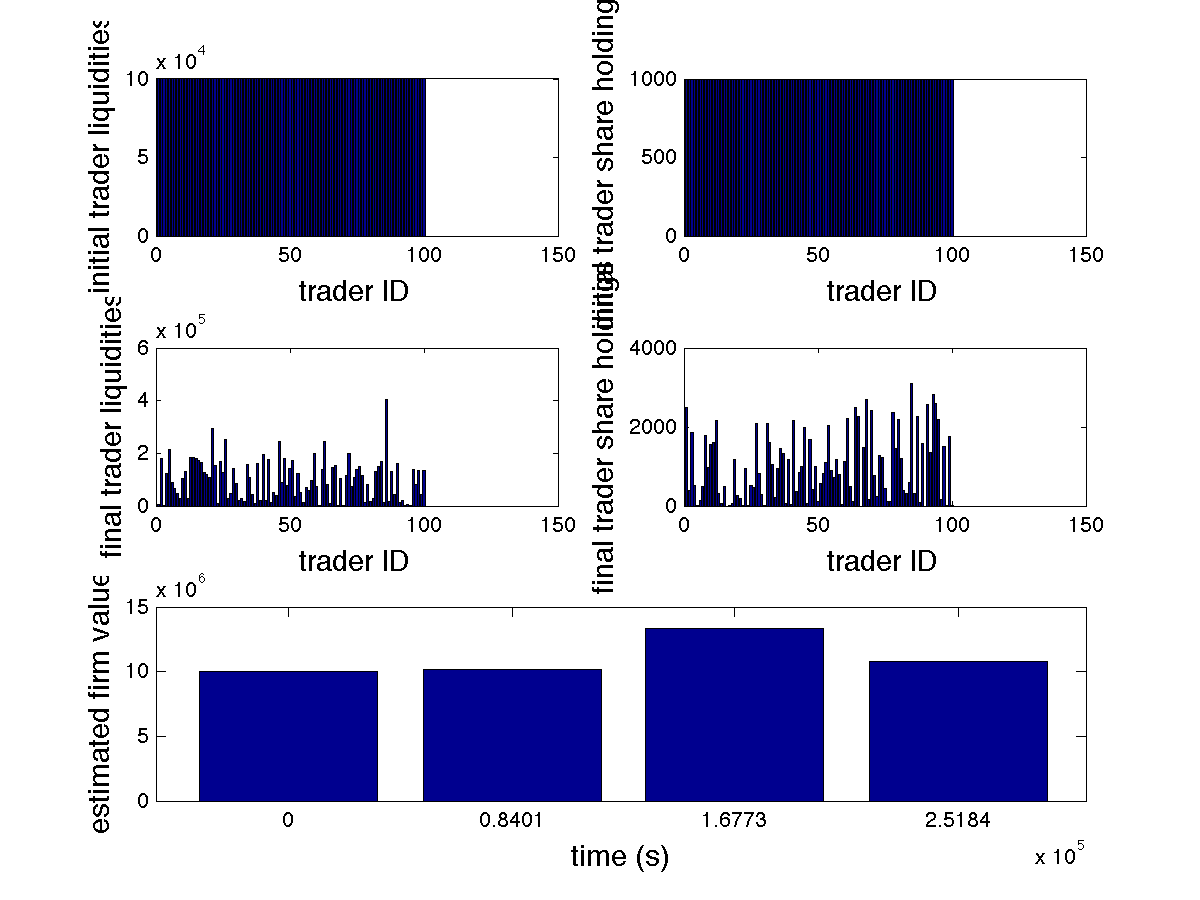 initial trader liquidities
x 10^4
10
5
0
0 50 100 150
trader ID
trader share holding
1000
500
0
0 50 100 150
trader ID
final trader liquidities
x 10^5
6
4
2
0
0 50 100 150
trader ID
final trader share holdings
4000
2000
0
0 50 100 150
trader ID
estimated firm value
x 10^6
15
10
5
0
0 0.8401 1.6773 2.5184
time (s)
x 10^5